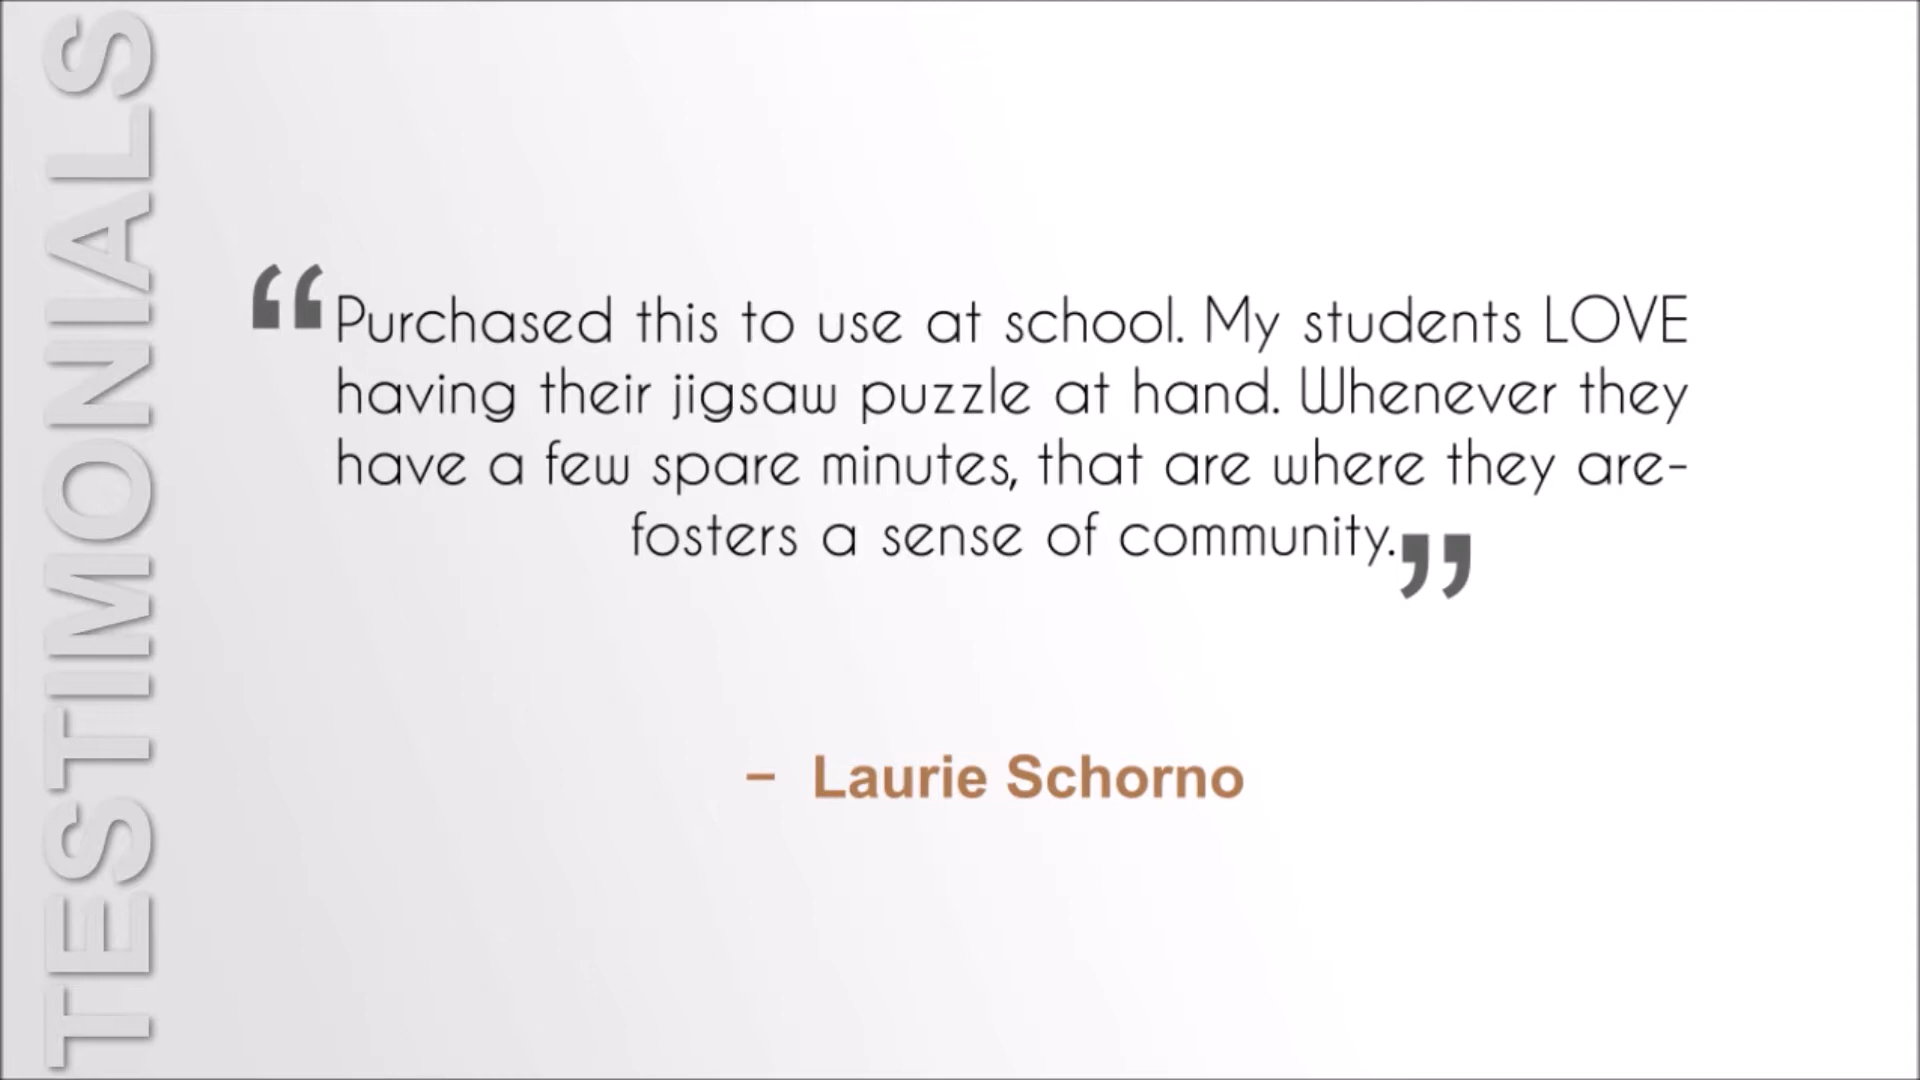 TESTIMONIALS
“Purchased this to use at school. My students LOVE
having their jigsaw puzzle at hand. Whenever they
have a few spare minutes, that are where they are-
fosters a sense of community.”
– Laurie Schorno